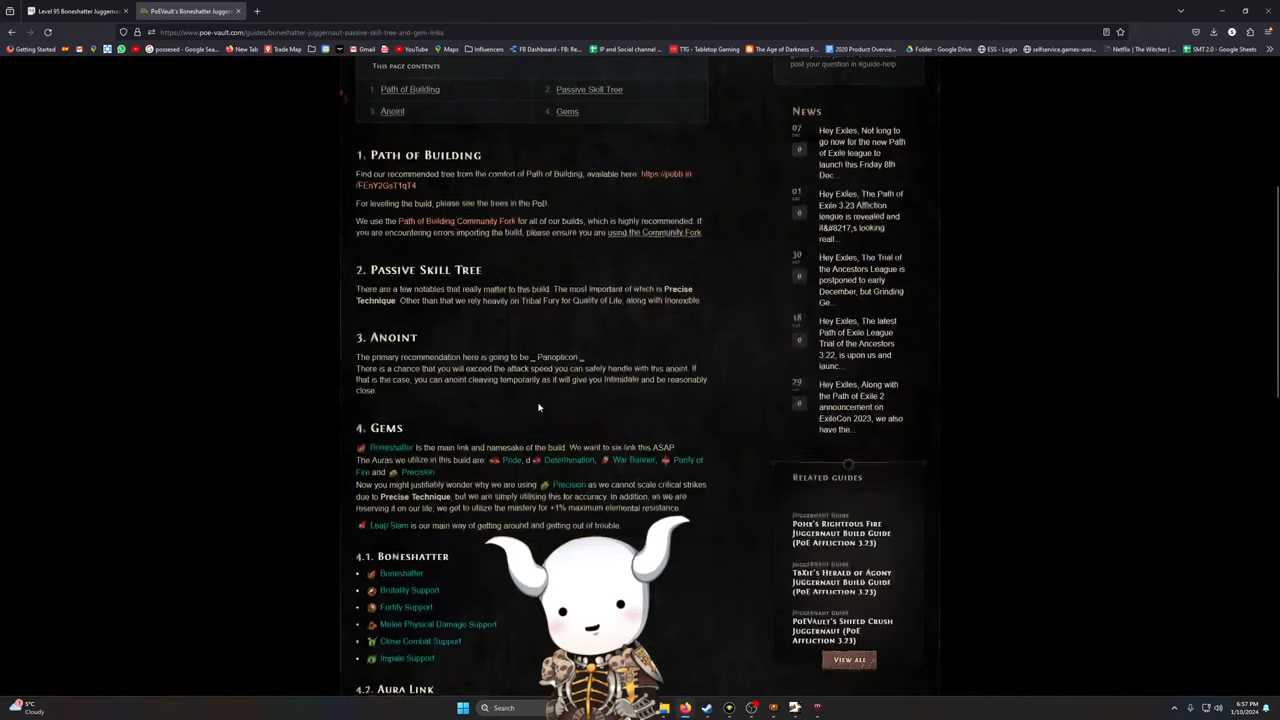 Level 95 Boneshatter Juggerna
PoEVault's Boneshatter Juggern
https://www.poe-vault.com/guides/boneshatter-juggernaut-passive-skill-tree-and-gem-links
Getting Started
possesed - Google Sea...
New Tab
Trade Map
Gmail
YouTube
Maps
Influencers
FB Dashboard - FB: Re...
IP and Social channel ...
TTG - Tabletop Gaming
The Age of Darkness P...
2020 Product Overvie...
Folder - Google Drive
ESS - Login
selfservice.games-wor...
Netflix | The Witcher | ...
SMT 2.0 - Google Sheets
This page contents
1. Path of Building
2. Passive Skill Tree
3. Anoint
4. Gems
1. Path of Building
Find our recommended tree from the comfort of Path of Building, available here: https://pobb.in
/FEnY2GsT1qT4
For levelling the build, please see the trees in the PoB.
We use the Path of Building Community Fork for all of our builds, which is highly recommended. If
you are encountering errors importing the build, please ensure you are using the Community Fork
2. Passive Skill Tree
There are a few notables that really matter to this build. The most important of which is Precise
Technique. Other than that we rely heavily on Tribal Fury for Quality of Life, along with Inorexible.
3. Anoint
The primary recommendation here is going to be _ Panopticon _
There is a chance that you will exceed the attack speed you can safely handle with this anoint. If
that is the case, you can anoint cleaving temporarily as it will give you Intimidate and be reasonably
close.
4. Gems
Boneshatter is the main link and namesake of the build. We want to six-link this ASAP.
The Auras we utilize in this build are: Pride, d Determination, War Banner, Purity of
Fire and Precision
Now you might justifiably wonder why we are using Precision as we cannot scale critical strikes
due to Precise Technique, but we are simply utilising this for accuracy. In addition, as we are
reserving it on our life, we get to utilize the mastery for +1% maximum elemental resistance.
Leap Slam is our main way of getting around and getting out of trouble.
4.1. Boneshatter
Boneshatter
Brutality Support
Fortify Support
Melee Physical Damage Support
Close Combat Support
Impale Support
4.2. Aura Link
post your question in #guide-help
News
07
0
Hey Exiles, Not long to
go now for the new Path
of Exile league to
launch this Friday 8th
Dec...
01
0
Hey Exiles, The Path of
Exile 3.23 Affliction
league is revealed and
it&#8217;s looking
reall...
30
0
Hey Exiles, The Trial of
the Ancestors League is
postponed to early
December, but Grinding
Ge...
18
0
Hey Exiles, The latest
Path of Exile League
Trial of the Ancestors
3.22, is upon us and
launc...
29
0
Hey Exiles, Along with
the Path of Exile 2
announcement on
ExileCon 2023, we also
have the...
Related guides
Juggernaut Guide
Pohx's Righteous Fire
Juggernaut Build Guide
(PoE Affliction 3.23)
Juggernaut Guide
TbXie's Herald of Agony
Juggernaut Build Guide
(PoE Affliction 3.23)
Juggernaut Guide
PoEVault's Shield Crush
Juggernaut (PoE
Affliction 3.23)
View all
5°C
Cloudy
Search
6:57 PM
1/10/2024